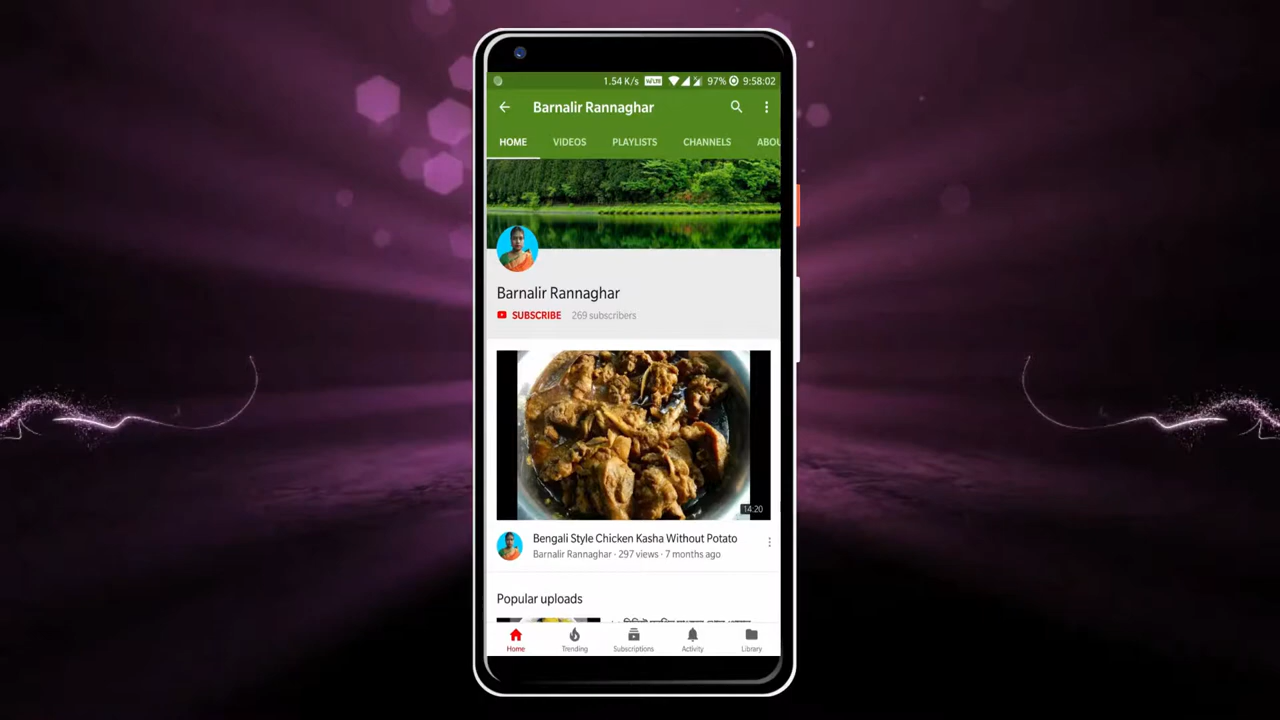 1.54 K/s VoLTE 97% 9:58:02
Barnalir Rannaghar
HOME VIDEOS PLAYLISTS CHANNELS ABOU
Barnalir Rannaghar
SUBSCRIBE 269 subscribers
14:20
Bengali Style Chicken Kasha Without Potato
Barnalir Rannaghar · 297 views · 7 months ago
Popular uploads
Home Trending Subscriptions Activity Library